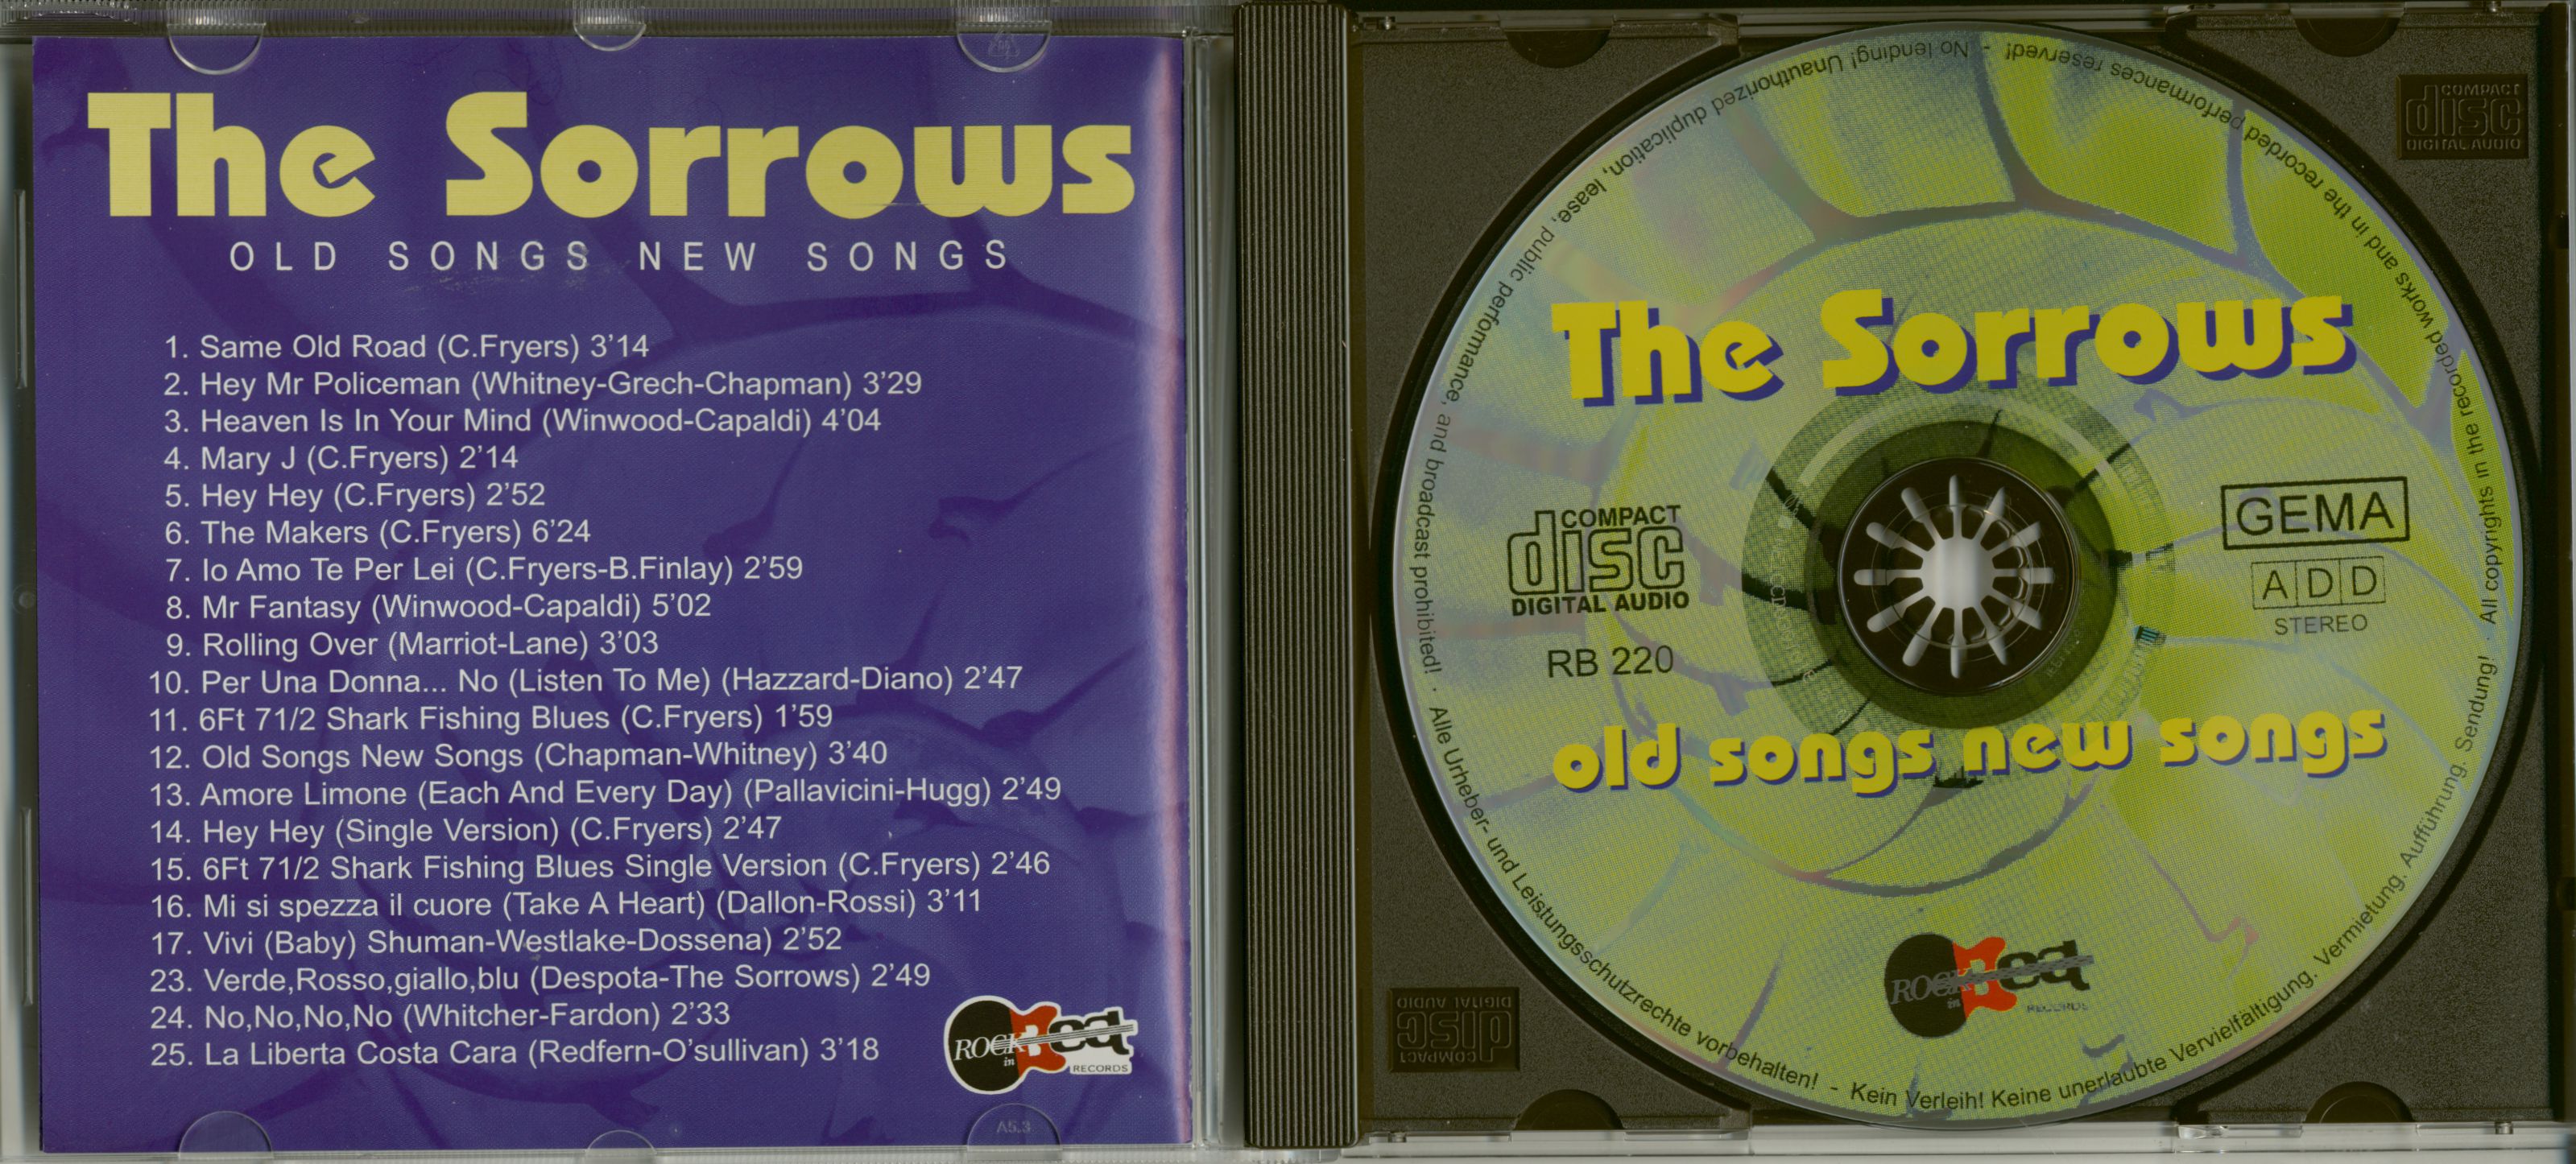 The Sorrows
OLD SONGS NEW SONGS
1. Same Old Road (C.Fryers) 3'14
2. Hey Mr Policeman (Whitney-Grech-Chapman) 3'29
3. Heaven Is In Your Mind (Winwood-Capaldi) 4'04
4. Mary J (C.Fryers) 2'14
5. Hey Hey (C.Fryers) 2'52
6. The Makers (C.Fryers) 6'24
7. Io Amo Te Per Lei (C.Fryers-B.Finlay) 2'59
8. Mr Fantasy (Winwood-Capaldi) 5'02
9. Rolling Over (Marriot-Lane) 3'03
10. Per Una Donna... No (Listen To Me) (Hazzard-Diano) 2'47
11. 6Ft 71/2 Shark Fishing Blues (C.Fryers) 1'59
12. Old Songs New Songs (Chapman-Whitney) 3'40
13. Amore Limone (Each And Every Day) (Pallavicini-Hugg) 2'49
14. Hey Hey (Single Version) (C.Fryers) 2'47
15. 6Ft 71/2 Shark Fishing Blues Single Version (C.Fryers) 2'46
16. Mi si spezza il cuore (Take A Heart) (Dallon-Rossi) 3'11
17. Vivi (Baby) Shuman-Westlake-Dossena) 2'52
23. Verde,Rosso,giallo,blu (Despota-The Sorrows) 2'49
24. No,No,No,No (Whitcher-Fardon) 2'33
25. La Liberta Costa Cara (Redfern-O'sullivan) 3'18
ROCK in Beat
RECORDS
A5.3
COMPACT
disc
DIGITAL AUDIO
The Sorrows
COMPACT
disc
DIGITAL AUDIO
RB 220
GEMA
ADD
STEREO
old songs new songs
ROCK in Beat
RECORDS
All copyrights in the recorded works and in the recorded performances reserved! - No lending! Unauthorized duplication, lease, public performance, and broadcast prohibited! ·
Alle Urheber- und Leistungsschutzrechte vorbehalten! - Kein Verleih! Keine unerlaubte Vervielfältigung. Vermietung. Aufführung. Sendung! ·
COMPACT
disc
DIGITAL AUDIO